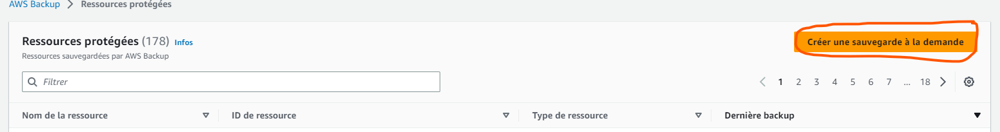 AWS Backup > Ressources protégées
Ressources protégées (178) Infos
Créer une sauvegarde à la demande
Ressources sauvegardées par AWS Backup
Filtrer
1 2 3 4 5 6 7 ... 18
Nom de la ressource ID de ressource Type de ressource Dernière backup